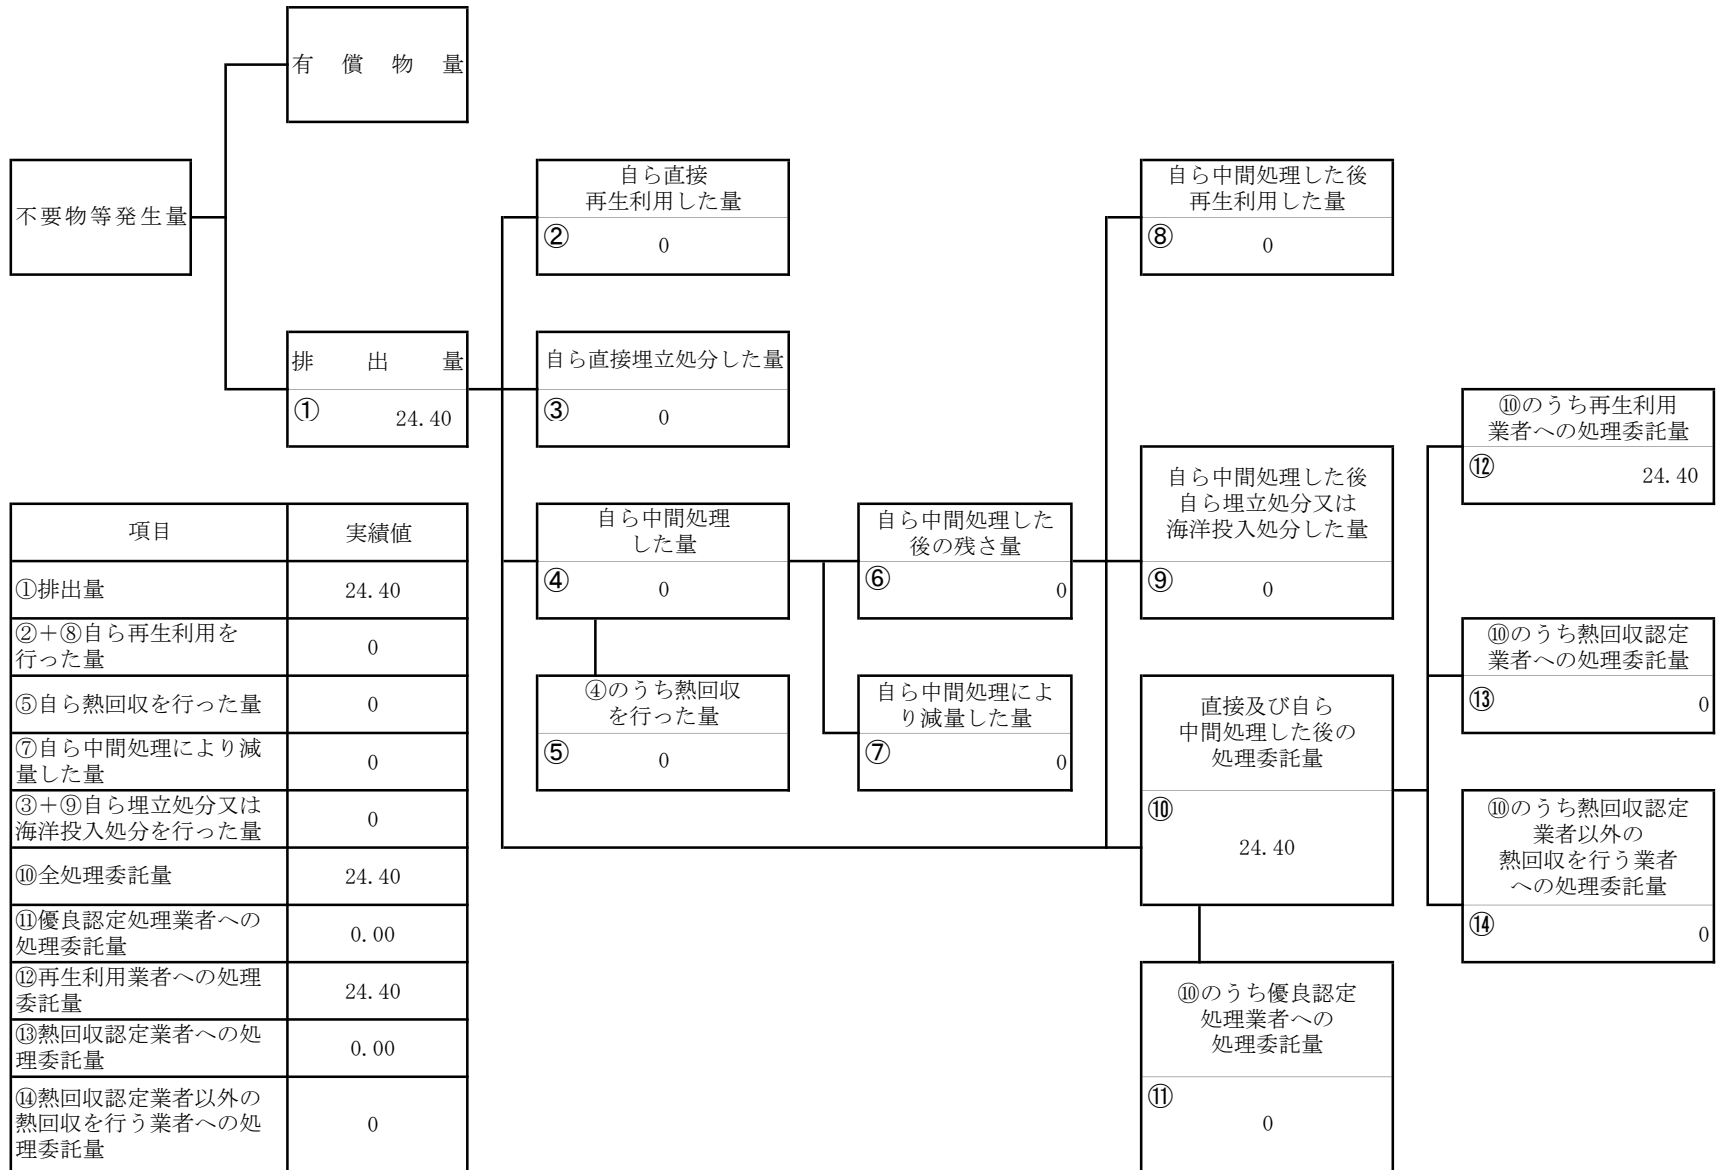 有償物量
不要物等発生量
自ら直接
再生利用した量
②
0
自ら中間処理した後
再生利用した量
⑧
0
排出量
①
24.40
自ら直接埋立処分した量
③
0
⑩のうち再生利用
業者への処理委託量
⑫
24.40
自ら中間処理した後
自ら埋立処分又は
海洋投入処分した量
⑨
0
自ら中間処理
した量
④
0
自ら中間処理した
後の残さ量
⑥
0
⑩のうち熱回収認定
業者への処理委託量
⑬
0
④のうち熱回収
を行った量
⑤
0
自ら中間処理によ
り減量した量
⑦
0
直接及び自ら
中間処理した後の
処理委託量
⑩
24.40
⑩のうち熱回収認定
業者以外の
熱回収を行う業者
への処理委託量
⑭
0
⑩のうち優良認定
処理業者への
処理委託量
⑪
0
項目 実績値
①排出量 24.40
②+⑧自ら再生利用を
行った量
0
⑤自ら熱回収を行った量 0
⑦自ら中間処理により減
量した量
0
③+⑨自ら埋立処分又は
海洋投入処分を行った量
0
⑩全処理委託量 24.40
⑪優良認定処理業者への
処理委託量
0.00
⑫再生利用業者への処理
委託量
24.40
⑬熱回収認定業者への処
理委託量
0.00
⑭熱回収認定業者以外の
熱回収を行う業者への処
理委託量
0